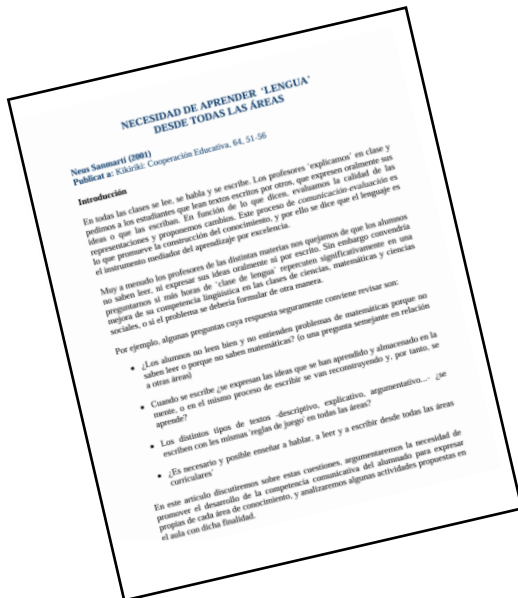 NECESIDAD DE APRENDER ‘LENGUA’
DESDE TODAS LAS ÁREAS
Neus Sanmartí (2001)
Publicat a: Kikiriki: Cooperación Educativa, 64, 51-56
Introducción
En todas las clases se lee, se habla y se escribe. Los profesores ‘explicamos’ en clase y
pedimos a los estudiantes que lean textos escritos por otros, que expresen oralmente sus
ideas o que las escriban. En función de lo que dicen, evaluamos la calidad de las
representaciones y proponemos cambios. Este proceso de comunicación-evaluación es
lo que promueve la construcción del conocimiento, y por ello se dice que el lenguaje es
el instrumento mediador del aprendizaje por excelencia.
Muy a menudo los profesores de las distintas materias nos quejamos de que los alumnos
no saben leer, ni expresar sus ideas oralmente ni por escrito. Sin embargo convendría
preguntarnos si más horas de ‘clase de lengua’ repercuten significativamente en una
mejora de su competencia lingüística en las clases de ciencias, matemáticas y ciencias
sociales, o si el problema se debería formular de otra manera.
Por ejemplo, algunas preguntas cuya respuesta seguramente conviene revisar son:
• ¿Los alumnos no leen bien y no entienden problemas de matemáticas porque no
saben leer o porque no saben matemáticas? (o una pregunta semejante en relación
a otras áreas)
• Cuando se escribe ¿se expresan las ideas que se han aprendido y almacenado en la
mente, o en el mismo proceso de escribir se van reconstruyendo y, por tanto, se
aprende?
• Los distintos tipos de textos -descriptivo, explicativo, argumentativo...- ¿se
escriben con les mismas ‘reglas de juego’ en todas las áreas?
• ¿Es necesario y posible enseñar a hablar, a leer y a escribir desde todas las áreas
curriculares’
En este artículo discutiremos sobre estas cuestiones, argumentaremos la necesidad de
promover el desarrollo de la competencia comunicativa del alumnado para expresar
propias de cada área de conocimiento, y analizaremos algunas actividades propuestas en
el aula con dicha finalidad.